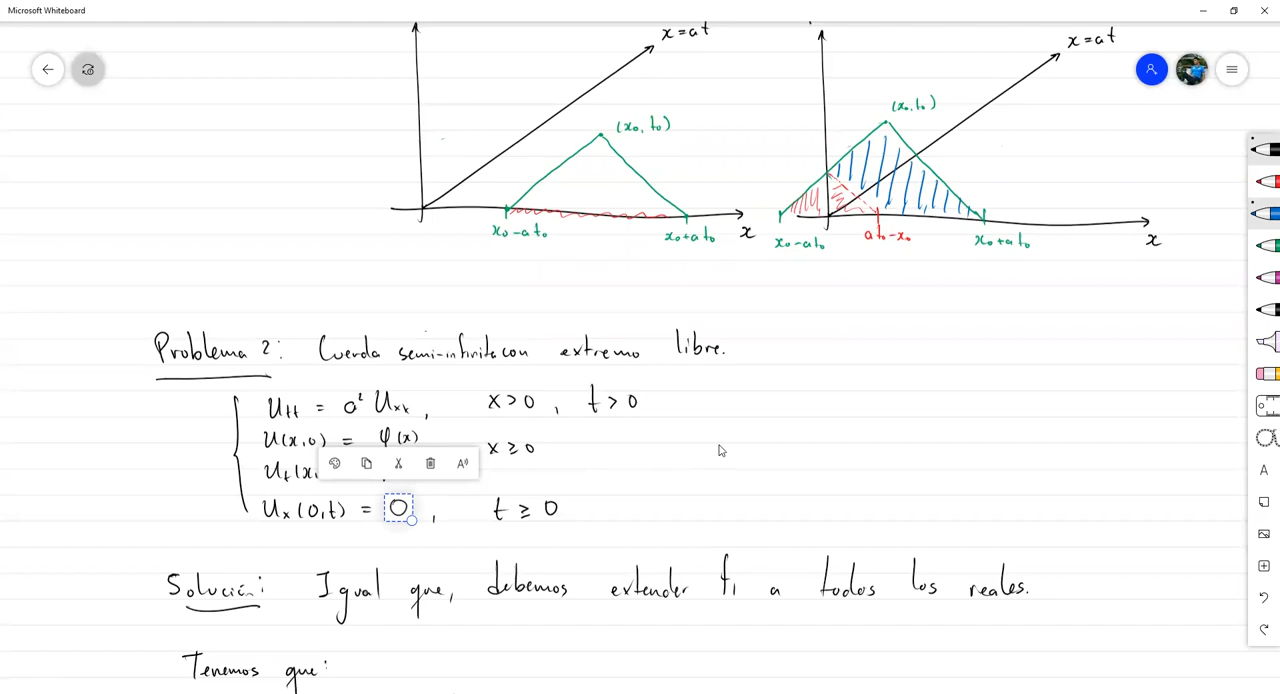 Microsoft Whiteboard
x = at
x = at
(x₀, t₀)
(x₀, t₀)
x₀-at₀
x₀+at₀
x
x₀-at₀
at₀-x₀
x₀+at₀
x
Problema 2: Cuerda semi-infinita con extremo libre.
Utt = a² Uxx, x>0, t>0
U(x,0) = φ(x)
x ≥ 0
Ut(x,
Ux(0,t) = 0, t ≥ 0
Solución: Igual que, debemos extender f₁ a todos los reales.
Tenemos que: